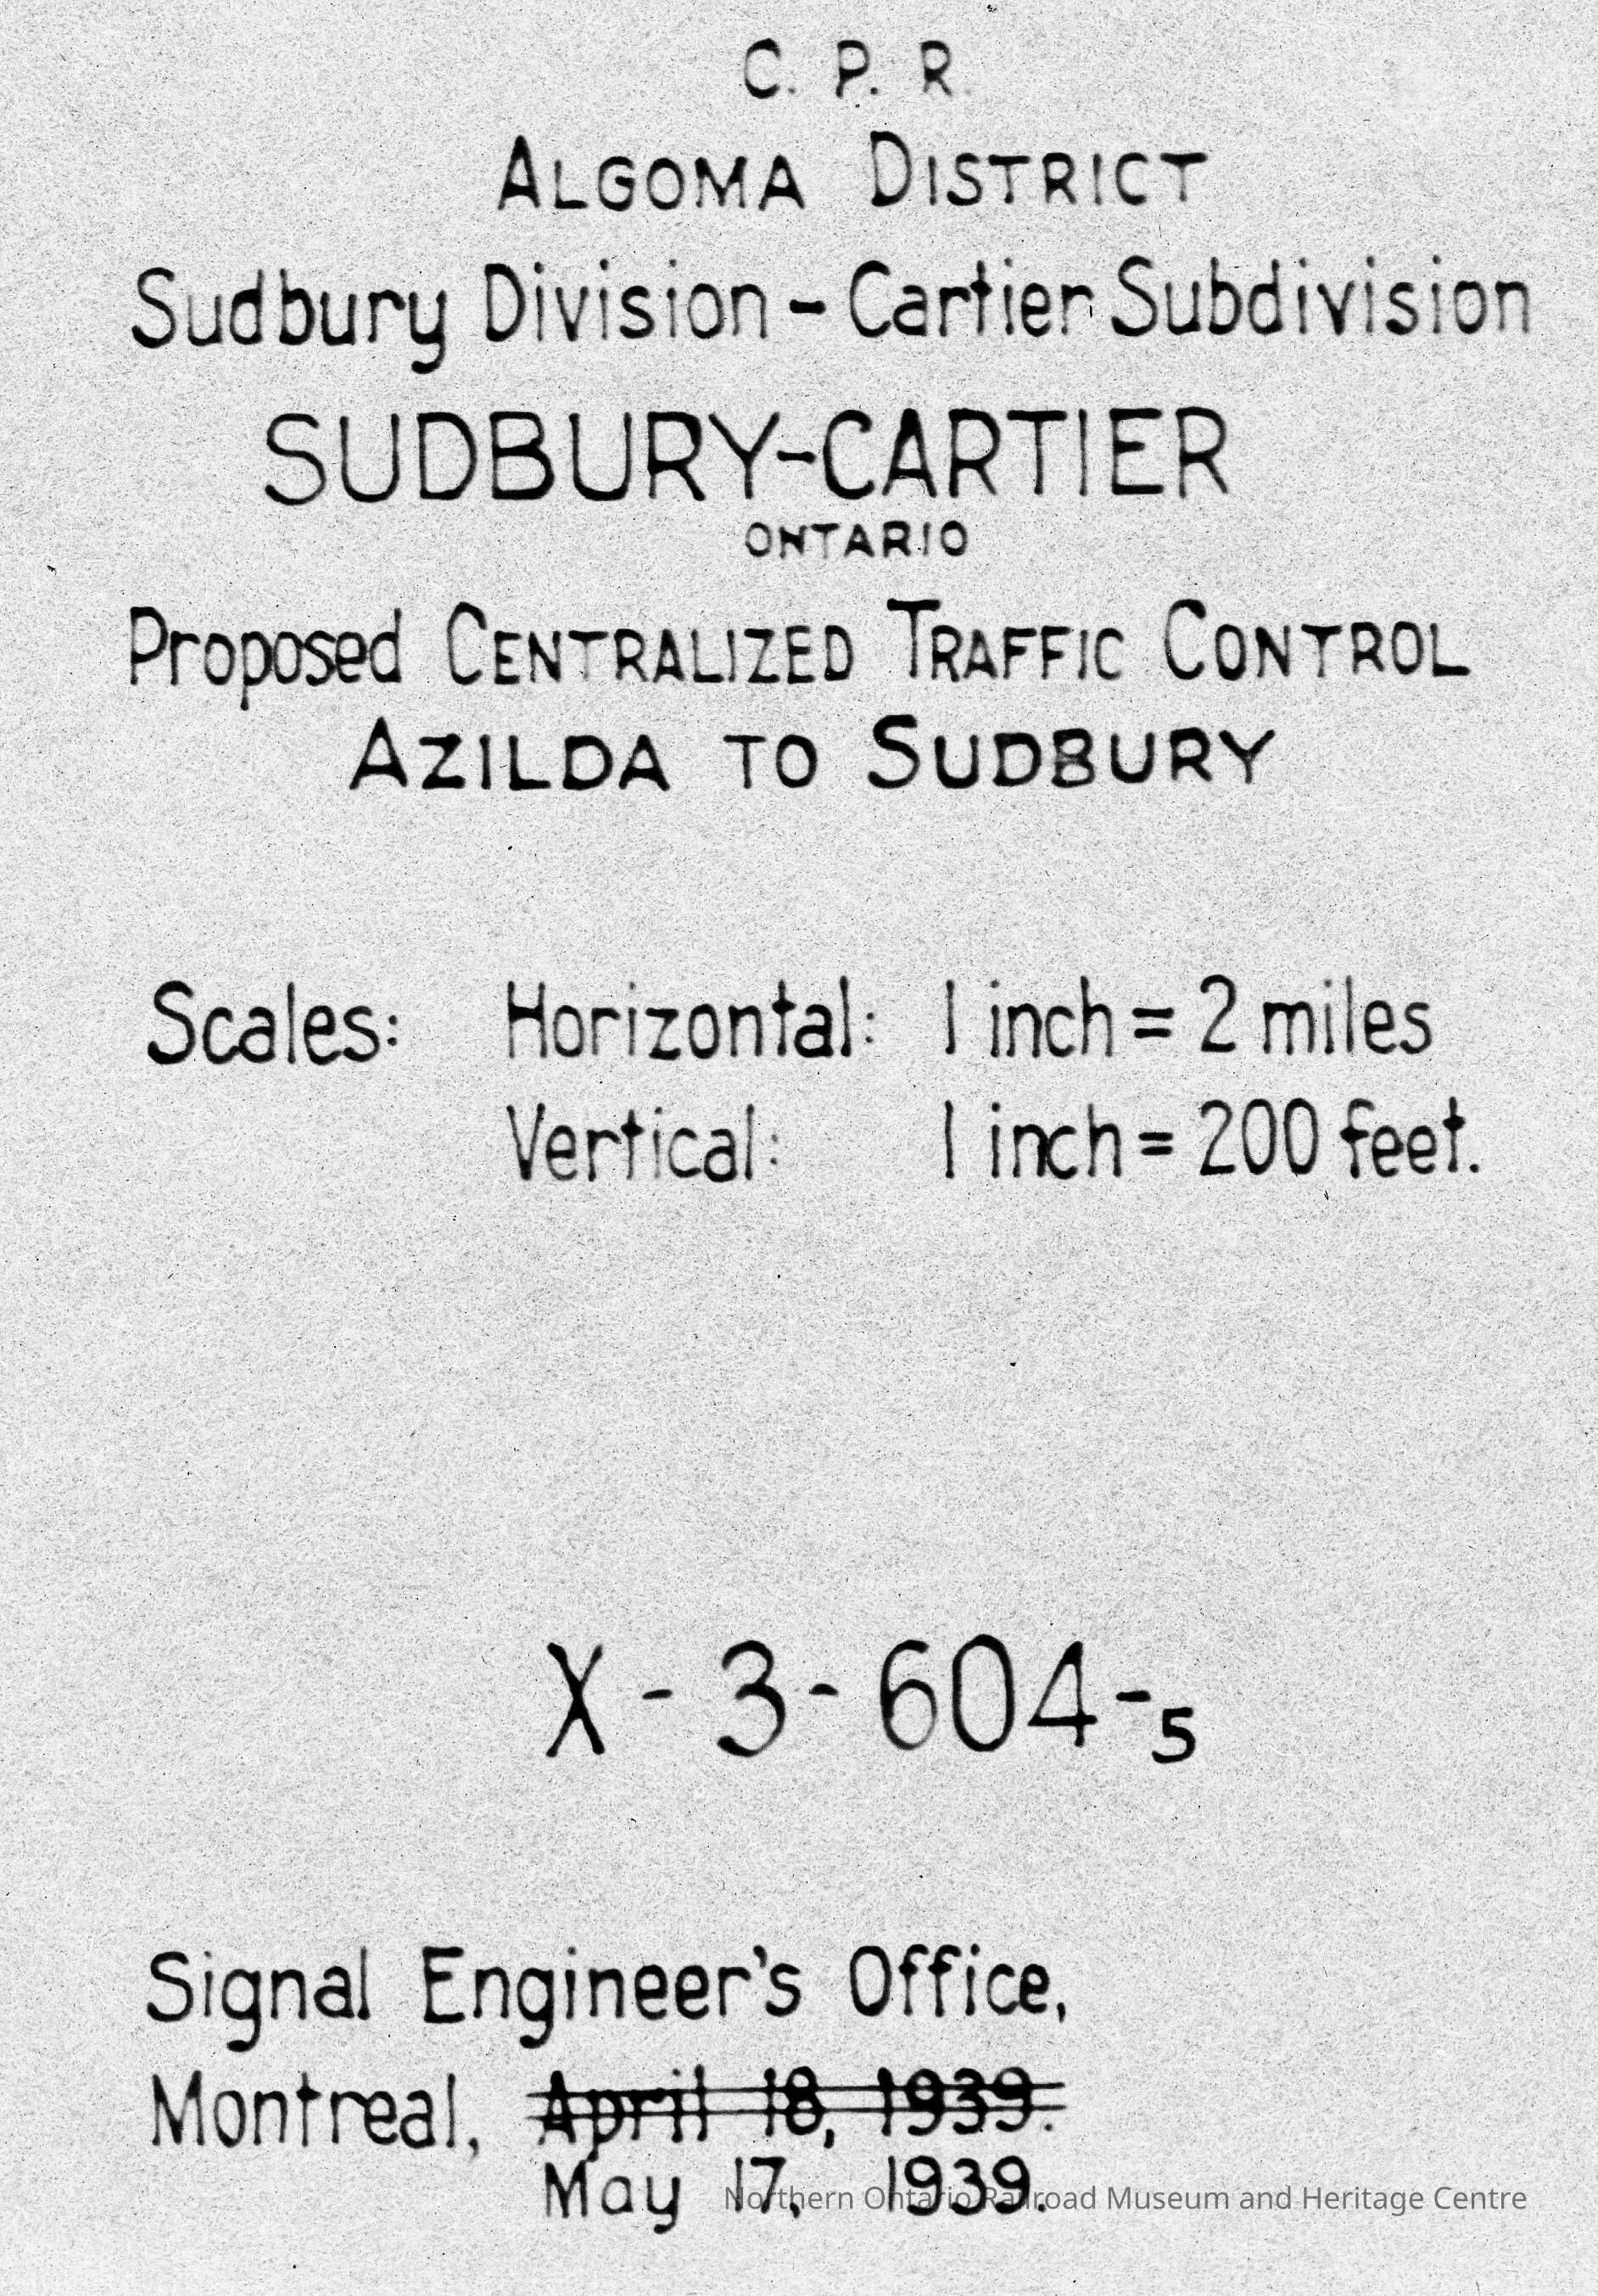 C. P. R.
ALGOMA DISTRICT
Sudbury Division - Cartier Subdivision
SUDBURY-CARTIER
ONTARIO
Proposed CENTRALIZED TRAFFIC CONTROL
AZILDA TO SUDBURY
Scales: Horizontal: 1 inch = 2 miles
Vertical: 1 inch = 200 feet.
X - 3 - 604 - 5
Signal Engineer's Office,
Montreal, April 18, 1939.
May 17, 1939.
Northern Ontario Railroad Museum and Heritage Centre